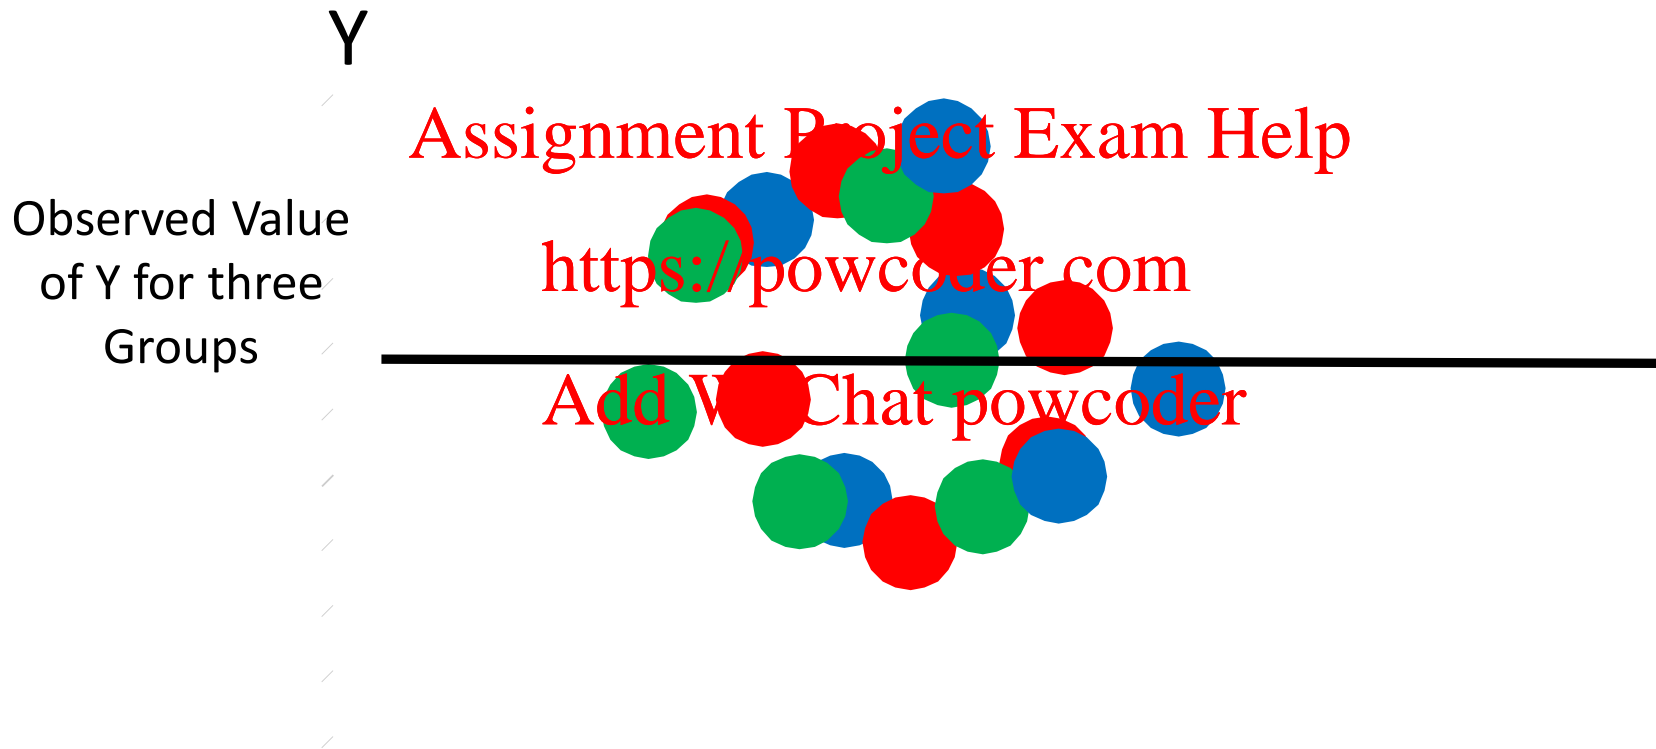 Y
Assignment Project Exam Help
Observed Value
of Y for three
Groups
https://powcoder.com
Add WeChat powcoder